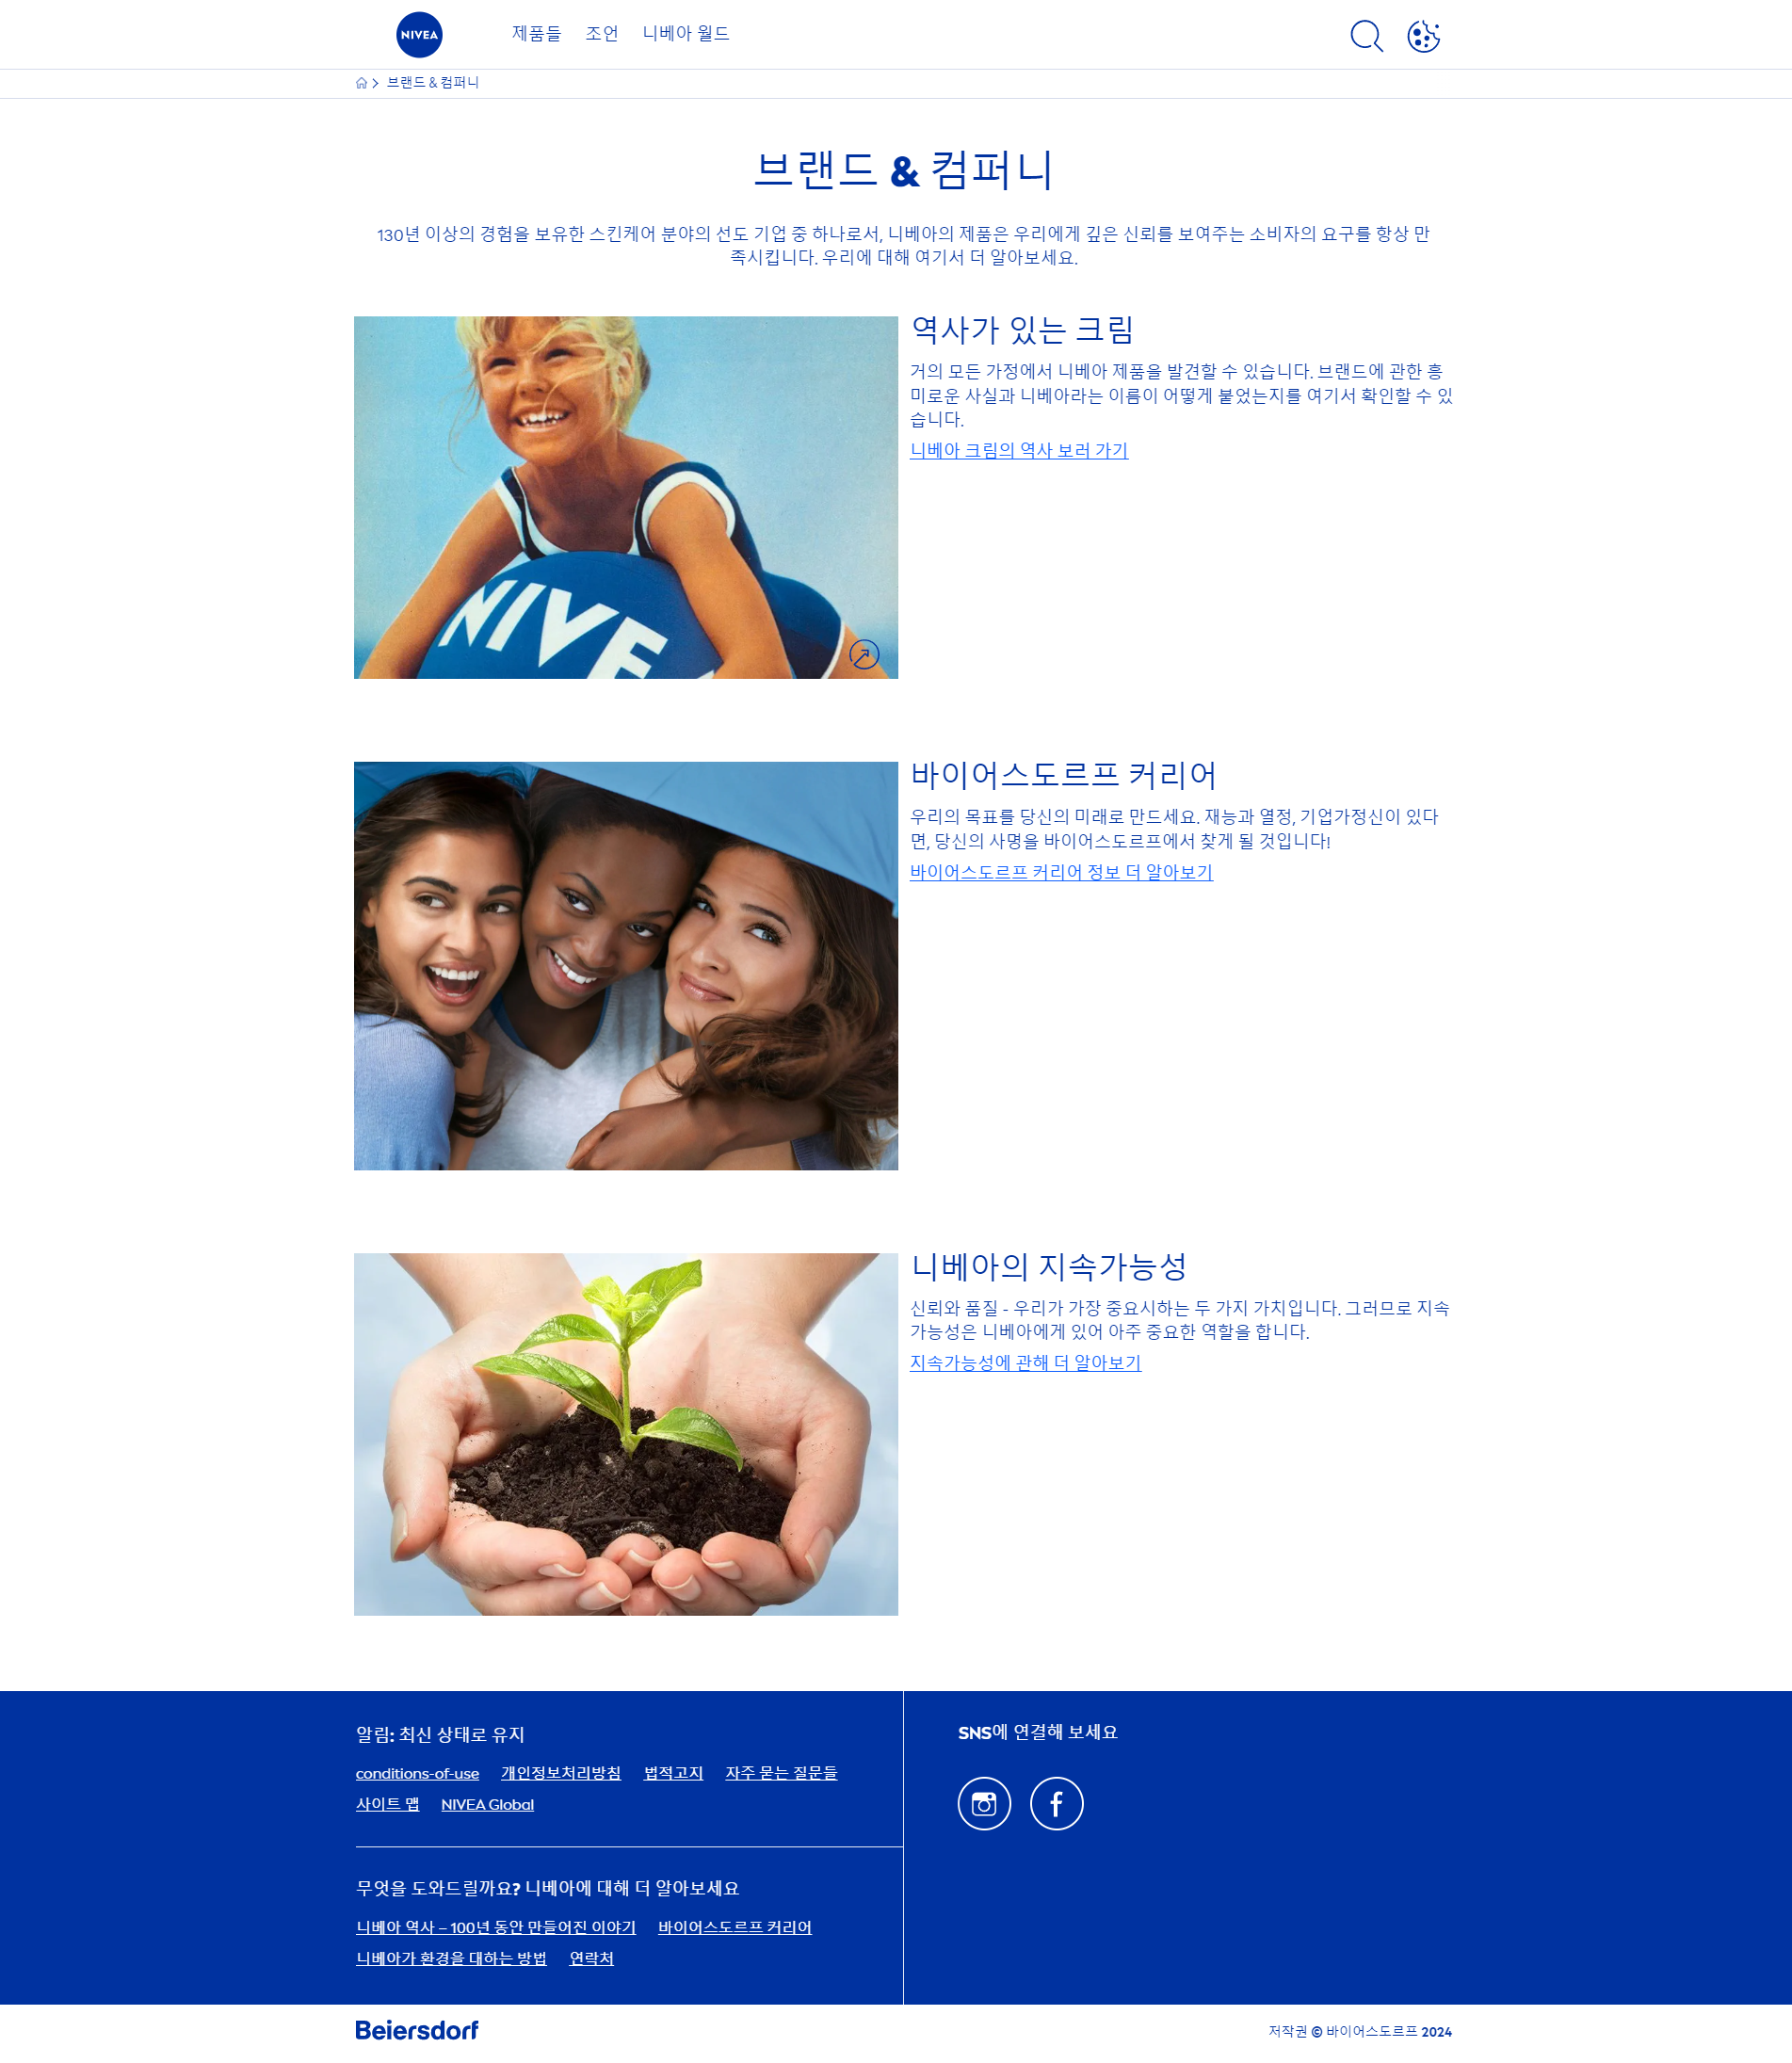 NIVEA
제품들 조언 니베아 월드
브랜드 & 컴퍼니
브랜드 & 컴퍼니
130년 이상의 경험을 보유한 스킨케어 분야의 선도 기업 중 하나로서, 니베아의 제품은 우리에게 깊은 신뢰를 보여주는 소비자의 요구를 항상 만
족시킵니다. 우리에 대해 여기서 더 알아보세요.
역사가 있는 크림
거의 모든 가정에서 니베아 제품을 발견할 수 있습니다. 브랜드에 관한 흥
미로운 사실과 니베아라는 이름이 어떻게 붙었는지를 여기서 확인할 수 있
습니다.
니베아 크림의 역사 보러 가기
NIVE
바이어스도르프 커리어
우리의 목표를 당신의 미래로 만드세요. 재능과 열정, 기업가정신이 있다
면, 당신의 사명을 바이어스도르프에서 찾게 될 것입니다!
바이어스도르프 커리어 정보 더 알아보기
니베아의 지속가능성
신뢰와 품질 - 우리가 가장 중요시하는 두 가지 가치입니다. 그러므로 지속
가능성은 니베아에게 있어 아주 중요한 역할을 합니다.
지속가능성에 관해 더 알아보기
알림: 최신 상태로 유지
conditions-of-use 개인정보처리방침 법적고지 자주 묻는 질문들
사이트 맵 NIVEA Global
무엇을 도와드릴까요? 니베아에 대해 더 알아보세요
니베아 역사 – 100년 동안 만들어진 이야기 바이어스도르프 커리어
니베아가 환경을 대하는 방법 연락처
SNS에 연결해 보세요
Beiersdorf
저작권 © 바이어스도르프 2024